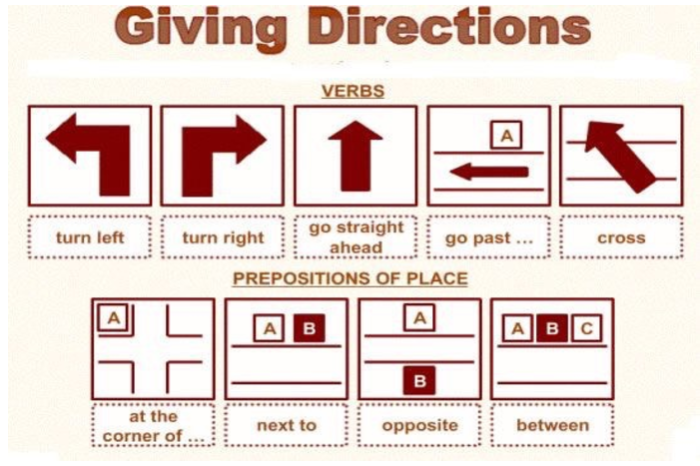 Giving Directions
VERBS
A
turn left
turn right
go straight
ahead
go past ...
cross
PREPOSITIONS OF PLACE
A
A B
A
B
A B C
at the
corner of ...
next to
opposite
between